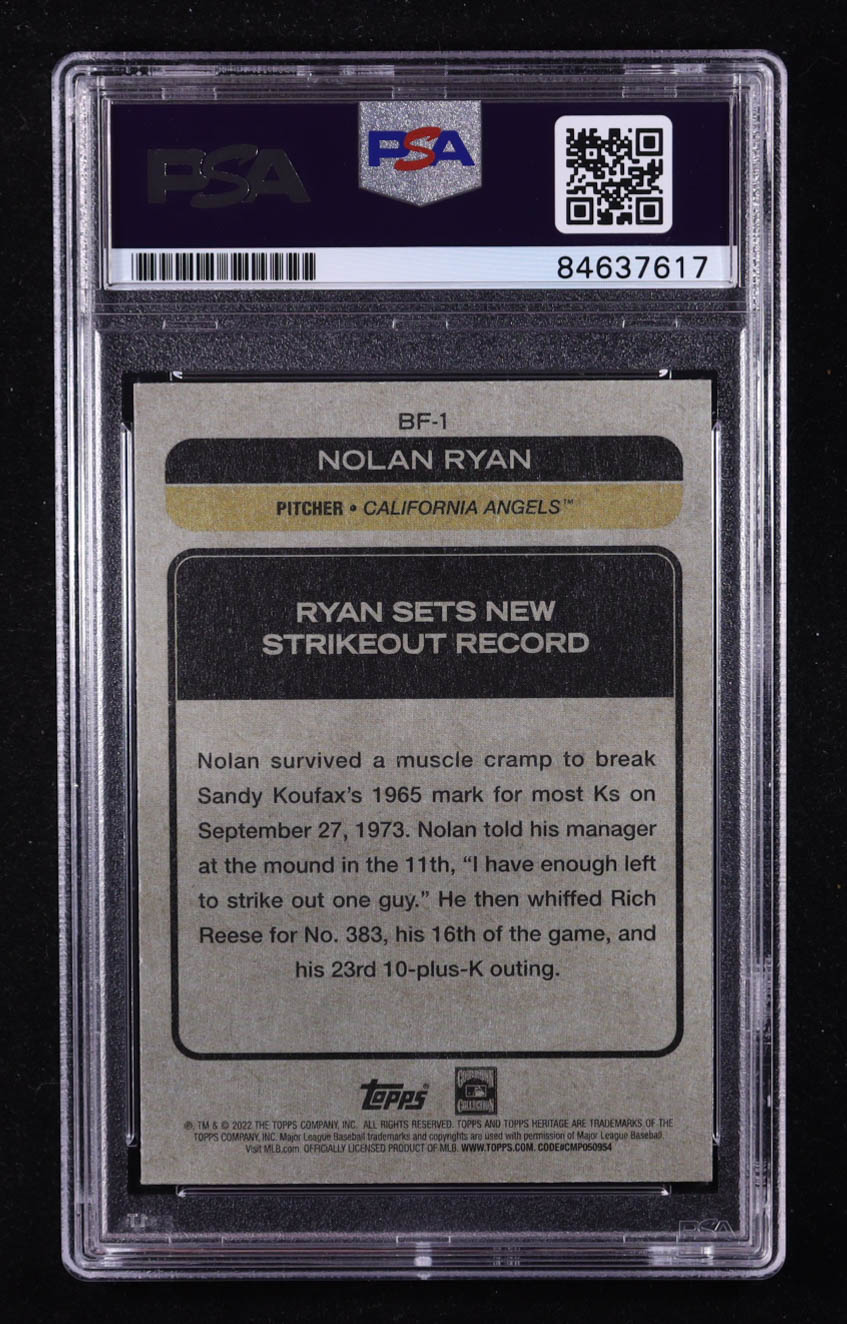 PSA
PSA
84637617
BF-1
NOLAN RYAN
PITCHER • CALIFORNIA ANGELS™
RYAN SETS NEW
STRIKEOUT RECORD
Nolan survived a muscle cramp to break
Sandy Koufax's 1965 mark for most Ks on
September 27, 1973. Nolan told his manager
at the mound in the 11th, “I have enough left
to strike out one guy.” He then whiffed Rich
Reese for No. 383, his 16th of the game, and
his 23rd 10-plus-K outing.
Topps®
COOPERSTOWN
COLLECTION
®, TM & © 2022 THE TOPPS COMPANY, INC. ALL RIGHTS RESERVED. TOPPS AND TOPPS HERITAGE ARE TRADEMARKS OF THE
TOPPS COMPANY, INC. Major League Baseball trademarks and copyrights are used with permission of Major League Baseball.
Visit MLB.com OFFICIALLY LICENSED PRODUCT OF MLB. WWW.TOPPS.COM. CODE#CMP050954
PSA